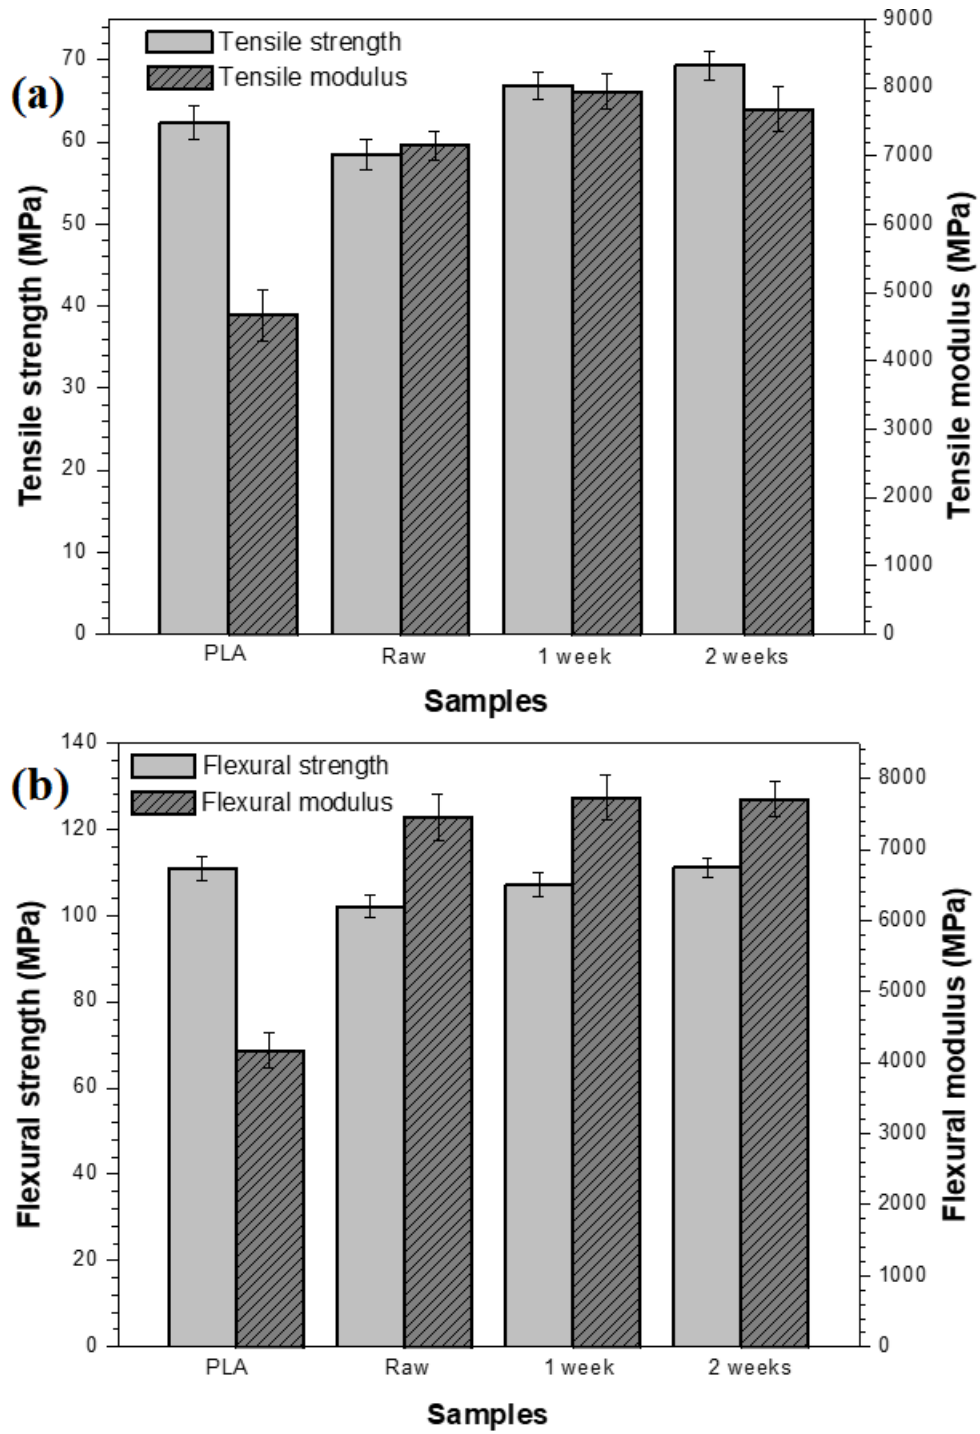 (a)
Tensile strength
Tensile modulus
Tensile strength (MPa)
70
60
50
40
30
20
10
0
9000
8000
7000
6000
5000
4000
3000
2000
1000
0
Tensile modulus (MPa)
PLA
Raw
1 week
2 weeks
Samples
(b)
Flexural strength
Flexural modulus
Flexural strength (MPa)
140
120
100
80
60
40
20
0
8000
7000
6000
5000
4000
3000
2000
1000
0
Flexural modulus (MPa)
PLA
Raw
1 week
2 weeks
Samples